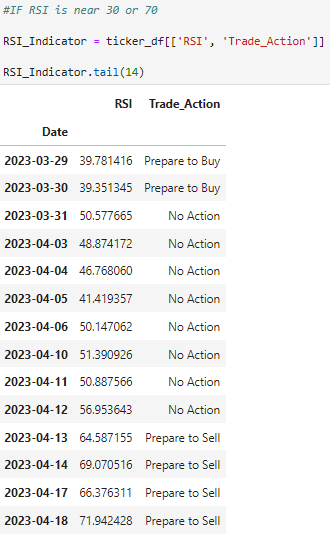 #IF RSI is near 30 or 70
RSI_Indicator = ticker_df[['RSI', 'Trade_Action']]
RSI_Indicator.tail(14)
RSI Trade_Action
Date
2023-03-29 39.781416 Prepare to Buy
2023-03-30 39.351345 Prepare to Buy
2023-03-31 50.577665 No Action
2023-04-03 48.874172 No Action
2023-04-04 46.768060 No Action
2023-04-05 41.419357 No Action
2023-04-06 50.147062 No Action
2023-04-10 51.390926 No Action
2023-04-11 50.887566 No Action
2023-04-12 56.953643 No Action
2023-04-13 64.587155 Prepare to Sell
2023-04-14 69.070516 Prepare to Sell
2023-04-17 66.376311 Prepare to Sell
2023-04-18 71.942428 Prepare to Sell